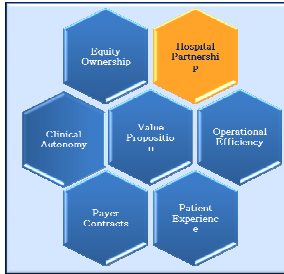 Equity
Ownership
Hospital
Partnershi
p
Clinical
Autonomy
Value
Propositio
n
Operational
Efficiency
Payer
Contracts
Patient
Experienc
e